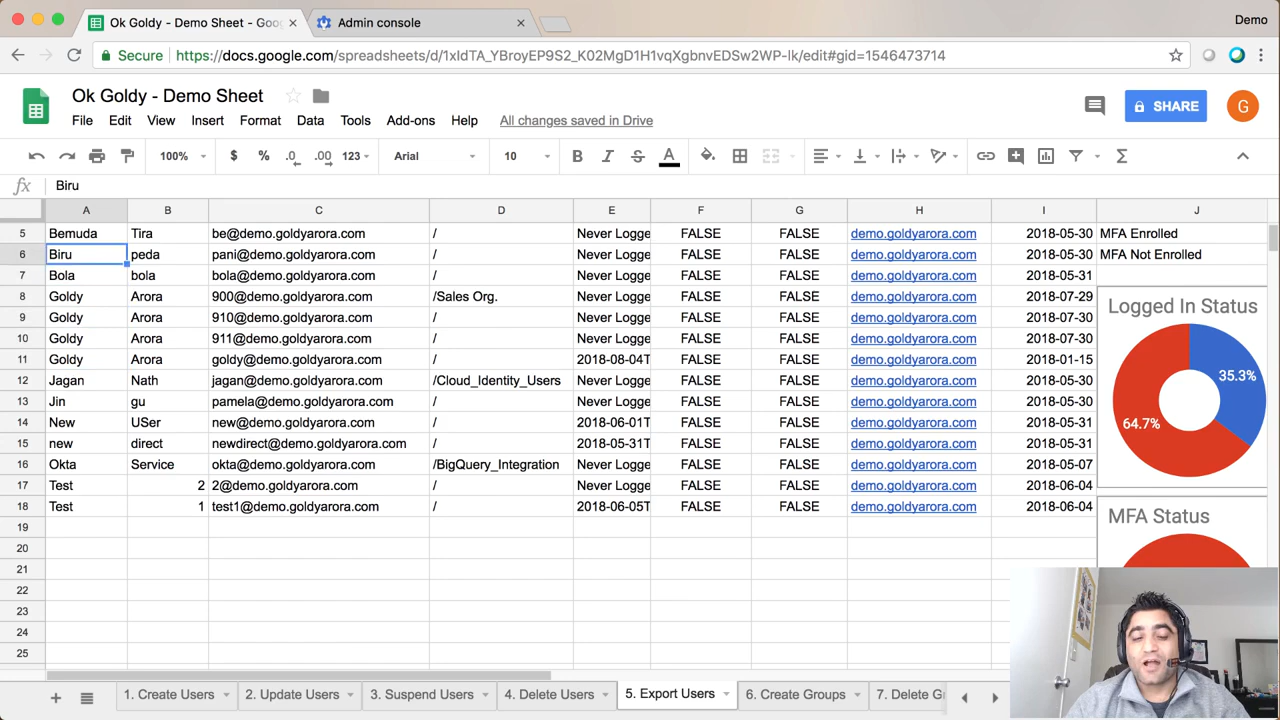 Ok Goldy - Demo Sheet - Goo
Admin console
Demo
Secure
https://docs.google.com/spreadsheets/d/1xIdTA_YBroyEP9S2_K02MgD1H1vqXgbnvEDSw2WP-lk/edit#gid=1546473714
Ok Goldy - Demo Sheet
SHARE
G
File Edit View Insert Format Data Tools Add-ons Help All changes saved in Drive
100% $ % .0 .00 123 Arial 10 B I S A Σ
fx Biru
A B C D E F G H I J
5 Bemuda Tira be@demo.goldyarora.com / Never Logge FALSE FALSE demo.goldyarora.com 2018-05-30 MFA Enrolled
6 Biru peda pani@demo.goldyarora.com / Never Logge FALSE FALSE demo.goldyarora.com 2018-05-30 MFA Not Enrolled
7 Bola bola bola@demo.goldyarora.com / Never Logge FALSE FALSE demo.goldyarora.com 2018-05-31
8 Goldy Arora 900@demo.goldyarora.com /Sales Org. Never Logge FALSE FALSE demo.goldyarora.com 2018-07-29
9 Goldy Arora 910@demo.goldyarora.com / Never Logge FALSE FALSE demo.goldyarora.com 2018-07-30
10 Goldy Arora 911@demo.goldyarora.com / Never Logge FALSE FALSE demo.goldyarora.com 2018-07-30
11 Goldy Arora goldy@demo.goldyarora.com / 2018-08-04T FALSE FALSE demo.goldyarora.com 2018-01-15
12 Jagan Nath jagan@demo.goldyarora.com /Cloud_Identity_Users Never Logge FALSE FALSE demo.goldyarora.com 2018-05-30
13 Jin gu pamela@demo.goldyarora.com / Never Logge FALSE FALSE demo.goldyarora.com 2018-05-30
14 New USer new@demo.goldyarora.com / 2018-06-01T FALSE FALSE demo.goldyarora.com 2018-05-31
15 new direct newdirect@demo.goldyarora.com / 2018-05-31T FALSE FALSE demo.goldyarora.com 2018-05-31
16 Okta Service okta@demo.goldyarora.com /BigQuery_Integration Never Logge FALSE FALSE demo.goldyarora.com 2018-05-07
17 Test 2 2@demo.goldyarora.com / Never Logge FALSE FALSE demo.goldyarora.com 2018-06-04
18 Test 1 test1@demo.goldyarora.com / 2018-06-05T FALSE FALSE demo.goldyarora.com 2018-06-04
19
20
21
22
23
24
25
Logged In Status
35.3%
64.7%
MFA Status
1. Create Users 2. Update Users 3. Suspend Users 4. Delete Users 5. Export Users 6. Create Groups 7. Delete Gr